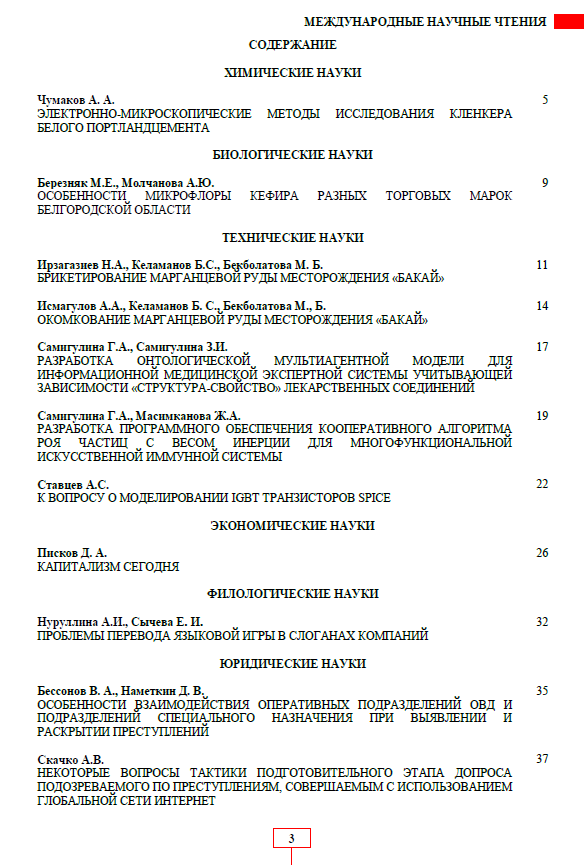 МЕЖДУНАРОДНЫЕ НАУЧНЫЕ ЧТЕНИЯ
СОДЕРЖАНИЕ
ХИМИЧЕСКИЕ НАУКИ
Чумаков А. А. 5
ЭЛЕКТРОННО-МИКРОСКОПИЧЕСКИЕ МЕТОДЫ ИССЛЕДОВАНИЯ КЛЕНКЕРА
БЕЛОГО ПОРТЛАНДЦЕМЕНТА
БИОЛОГИЧЕСКИЕ НАУКИ
Березняк М.Е., Молчанова А.Ю. 9
ОСОБЕННОСТИ МИКРОФЛОРЫ КЕФИРА РАЗНЫХ ТОРГОВЫХ МАРОК
БЕЛГОРОДСКОЙ ОБЛАСТИ
ТЕХНИЧЕСКИЕ НАУКИ
Ирзагазиев Н.А., Келаманов Б.С., Бекболатова М. Б. 11
БРИКЕТИРОВАНИЕ МАРГАНЦЕВОЙ РУДЫ МЕСТОРОЖДЕНИЯ «БАКАЙ»
Исмагулов А.А., Келаманов Б. С., Бекболатова М., Б. 14
ОКОМКОВАНИЕ МАРГАНЦЕВОЙ РУДЫ МЕСТОРОЖДЕНИЯ «БАКАЙ»
Самигулина Г.А., Самигулина З.И. 17
РАЗРАБОТКА ОНТОЛОГИЧЕСКОЙ МУЛЬТИАГЕНТНОЙ МОДЕЛИ ДЛЯ
ИНФОРМАЦИОННОЙ МЕДИЦИНСКОЙ ЭКСПЕРТНОЙ СИСТЕМЫ УЧИТЫВАЮЩЕЙ
ЗАВИСИМОСТИ «СТРУКТУРА-СВОЙСТВО» ЛЕКАРСТВЕННЫХ СОЕДИНЕНИЙ
Самигулина Г.А., Масимканова Ж.А. 19
РАЗРАБОТКА ПРОГРАММНОГО ОБЕСПЕЧЕНИЯ КООПЕРАТИВНОГО АЛГОРИТМА
РОЯ ЧАСТИЦ С ВЕСОМ ИНЕРЦИИ ДЛЯ МНОГОФУНКЦИОНАЛЬНОЙ
ИСКУССТВЕННОЙ ИММУННОЙ СИСТЕМЫ
Ставцев А.С. 22
К ВОПРОСУ О МОДЕЛИРОВАНИИ IGBT ТРАНЗИСТОРОВ SPICE
ЭКОНОМИЧЕСКИЕ НАУКИ
Писков Д. А. 26
КАПИТАЛИЗМ СЕГОДНЯ
ФИЛОЛОГИЧЕСКИЕ НАУКИ
Нуруллина А.И., Сычева Е. И. 32
ПРОБЛЕМЫ ПЕРЕВОДА ЯЗЫКОВОЙ ИГРЫ В СЛОГАНАХ КОМПАНИЙ
ЮРИДИЧЕСКИЕ НАУКИ
Бессонов В. А., Наметкин Д. В. 35
ОСОБЕННОСТИ ВЗАИМОДЕЙСТВИЯ ОПЕРАТИВНЫХ ПОДРАЗДЕЛЕНИЙ ОВД И
ПОДРАЗДЕЛЕНИЙ СПЕЦИАЛЬНОГО НАЗНАЧЕНИЯ ПРИ ВЫЯВЛЕНИИ И
РАСКРЫТИИ ПРЕСТУПЛЕНИЙ
Скачко А.В. 37
НЕКОТОРЫЕ ВОПРОСЫ ТАКТИКИ ПОДГОТОВИТЕЛЬНОГО ЭТАПА ДОПРОСА
ПОДОЗРЕВАЕМОГО ПО ПРЕСТУПЛЕНИЯМ, СОВЕРШАЕМЫМ С ИСПОЛЬЗОВАНИЕМ
ГЛОБАЛЬНОЙ СЕТИ ИНТЕРНЕТ
3